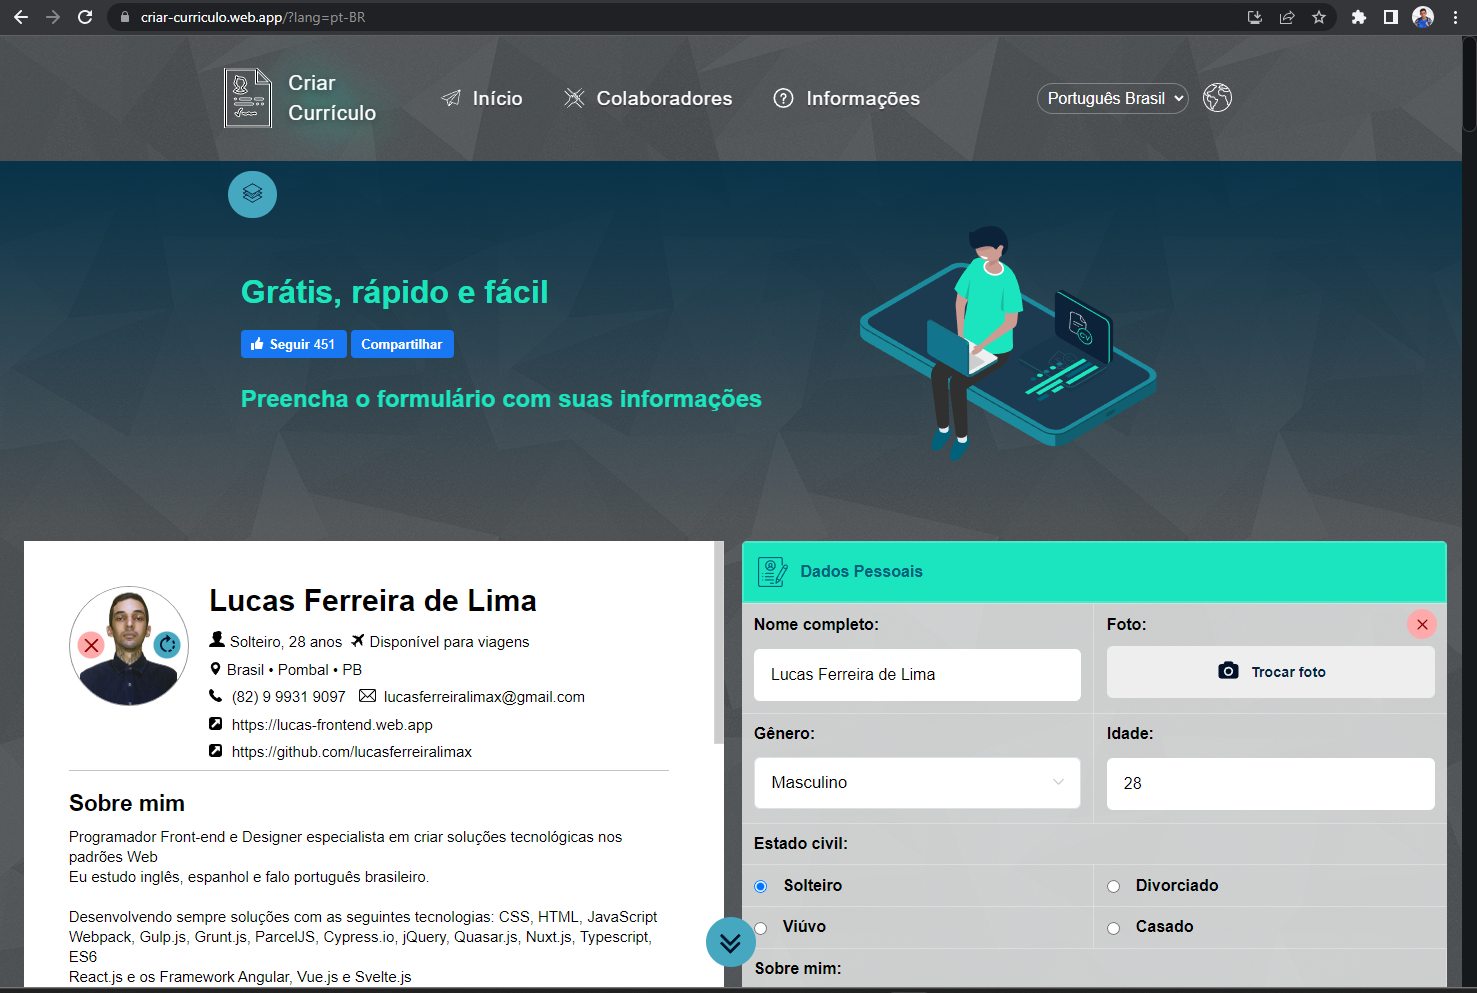 criar-curriculo.web.app/?lang=pt-BR
Criar
Currículo
Início
Colaboradores
Informações
Português Brasil
Grátis, rápido e fácil
Seguir 451
Compartilhar
Preencha o formulário com suas informações
CV
Lucas Ferreira de Lima
Solteiro, 28 anos Disponível para viagens
Brasil • Pombal • PB
(82) 9 9931 9097 lucasferreiralimax@gmail.com
https://lucas-frontend.web.app
https://github.com/lucasferreiralimax
Sobre mim
Programador Front-end e Designer especialista em criar soluções tecnológicas nos
padrões Web
Eu estudo inglês, espanhol e falo português brasileiro.
Desenvolvendo sempre soluções com as seguintes tecnologias: CSS, HTML, JavaScript
Webpack, Gulp.js, Grunt.js, ParcelJS, Cypress.io, jQuery, Quasar.js, Nuxt.js, Typescript,
ES6
React.js e os Framework Angular, Vue.js e Svelte.js
Dados Pessoais
Nome completo:
Foto:
Lucas Ferreira de Lima
Trocar foto
Gênero:
Idade:
Masculino
28
Estado civil:
Solteiro
Divorciado
Viúvo
Casado
Sobre mim: